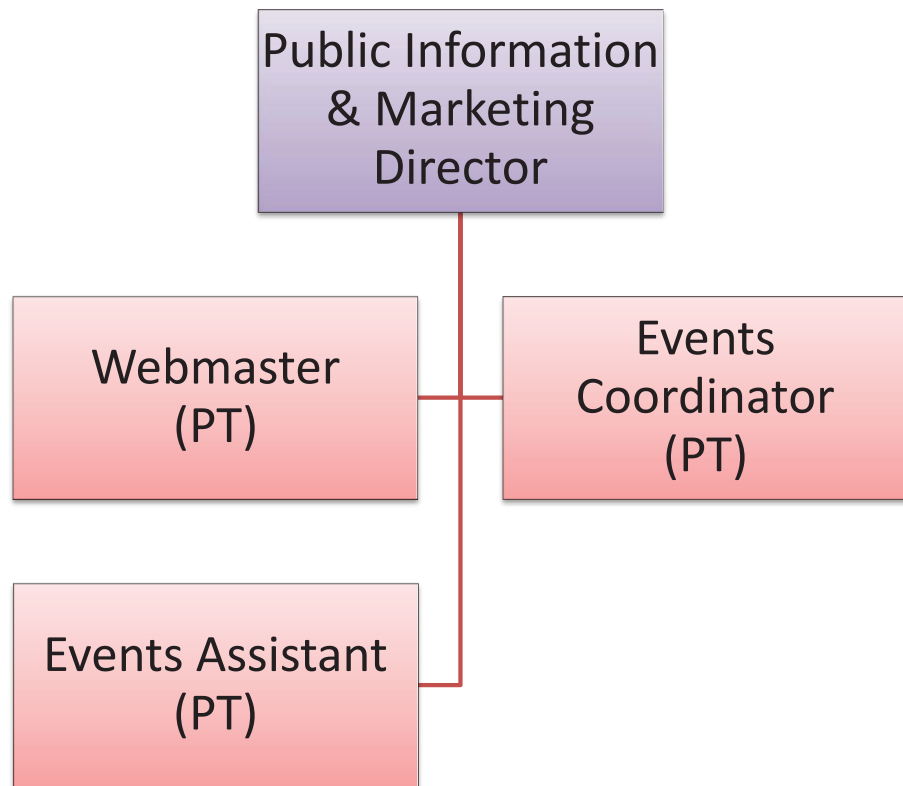 Public Information
& Marketing
Director
Webmaster
(PT)
Events
Coordinator
(PT)
Events Assistant
(PT)